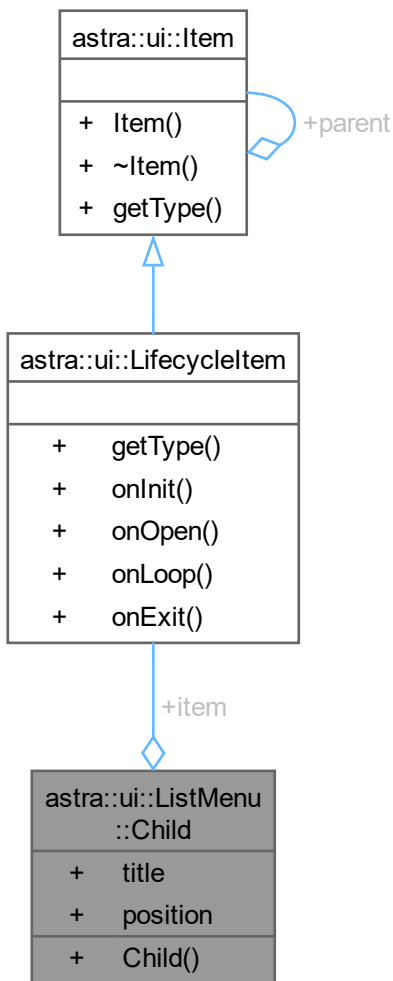 astra::ui::Item
+ Item()
+ ~Item()
+ getType()
+parent
astra::ui::LifecycleItem
+ getType()
+ onInit()
+ onOpen()
+ onLoop()
+ onExit()
+item
astra::ui::ListMenu
::Child
+ title
+ position
+ Child()